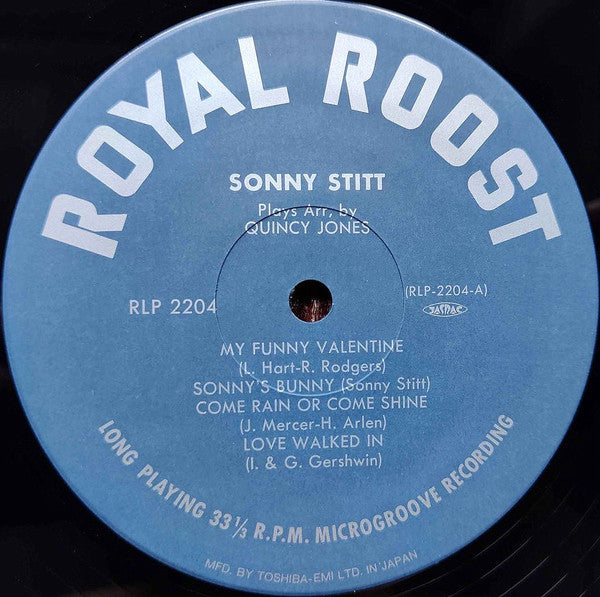 ROYAL ROOST
SONNY STITT
Plays Arr, by
QUINCY JONES
RLP 2204
(RLP-2204-A)
JASRAC
MY FUNNY VALENTINE
(L. Hart-R. Rodgers)
SONNY'S BUNNY (Sonny Stitt)
COME RAIN OR COME SHINE
(J. Mercer-H. Arlen)
LOVE WALKED IN
(I. & G. Gershwin)
LONG PLAYING 33 1/3 R.P.M. MICROGROOVE RECORDING
MFD. BY TOSHIBA-EMI LTD. IN JAPAN